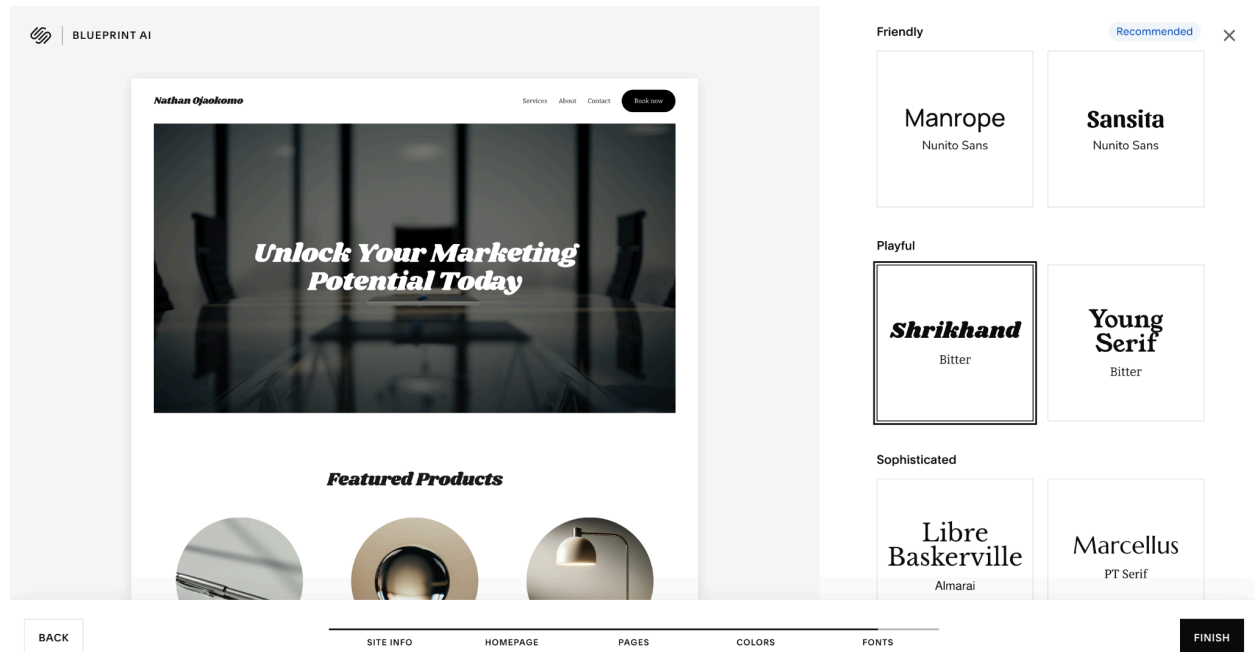 BLUEPRINT AI
Nathan Ojaokomo
Services About Contact Book now
Unlock Your Marketing
Potential Today
Featured Products
Friendly Recommended
Manrope
Nunito Sans
Sansita
Nunito Sans
Playful
Shrikhand
Bitter
Young
Serif
Bitter
Sophisticated
Libre
Baskerville
Almarai
Marcellus
PT Serif
BACK
SITE INFO HOMEPAGE PAGES COLORS FONTS
FINISH